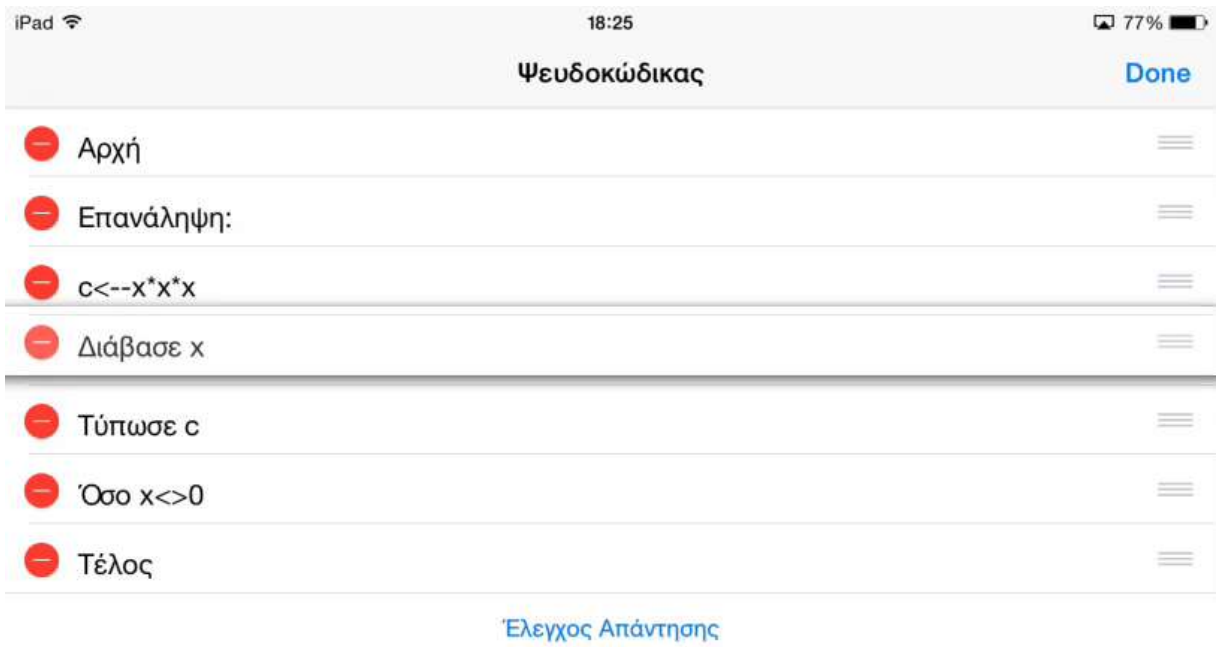 iPad 18:25 77%
Ψευδοκώδικας Done
Αρχή
Επανάληψη:
c<--x*x*x
Διάβασε x
Τύπωσε c
Όσο x<>0
Τέλος
Έλεγχος Απάντησης